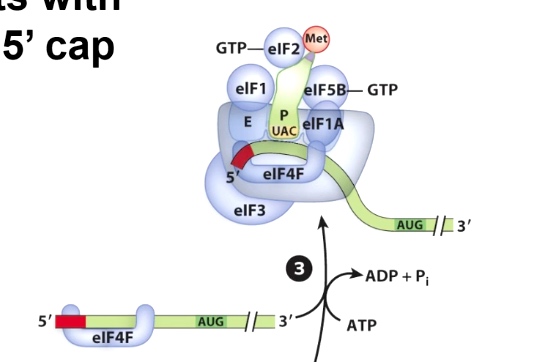 ts with
5' cap
GTP—eIF2 Met
eIF1 eIF5B—GTP
E P eIF1A
UAC
5' eIF4F
eIF3
AUG 3'
3 ADP + Pi
5' AUG 3' ATP
eIF4F